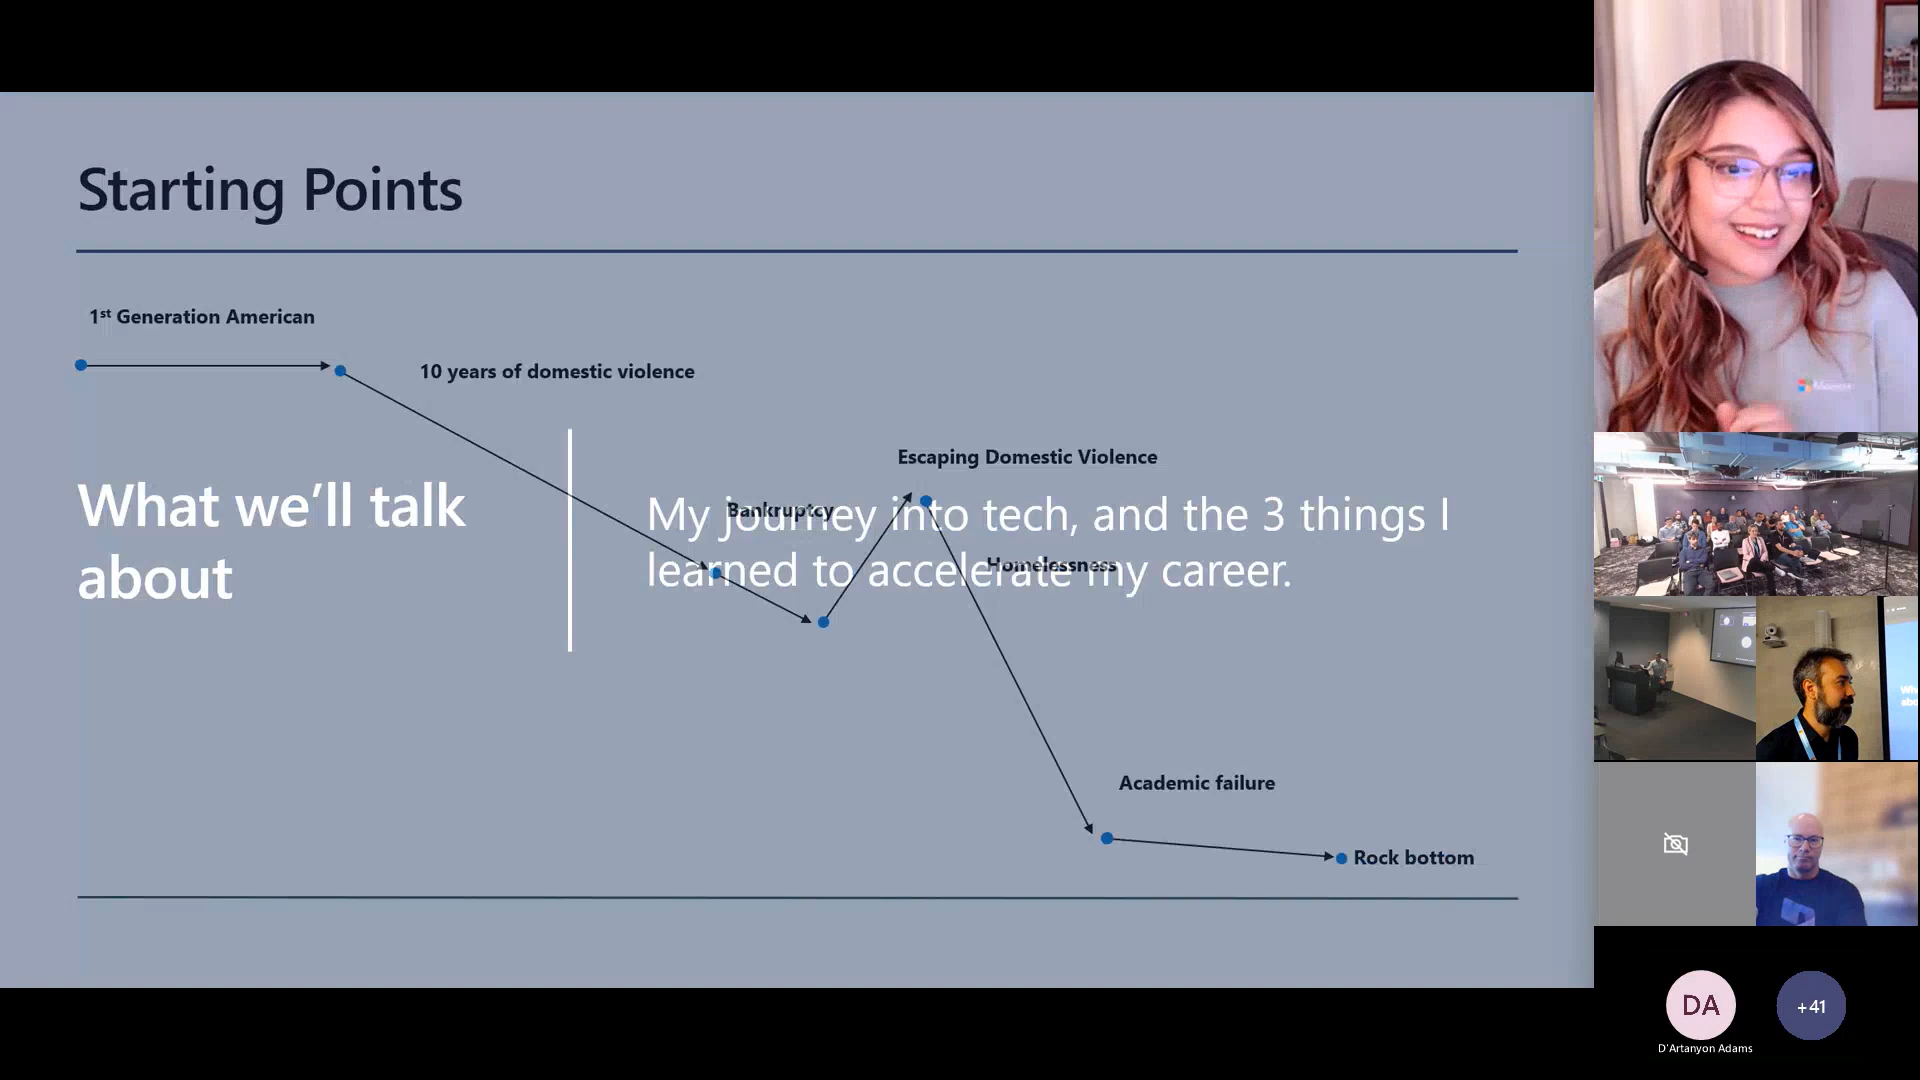 Starting Points
1st Generation American
10 years of domestic violence
Escaping Domestic Violence
Bankruptcy
What we’ll talk
about
My journey into tech, and the 3 things I
learned to accelerate my career.
Homelessness
Academic failure
Rock bottom
DA
+41
D'Artanyon Adams